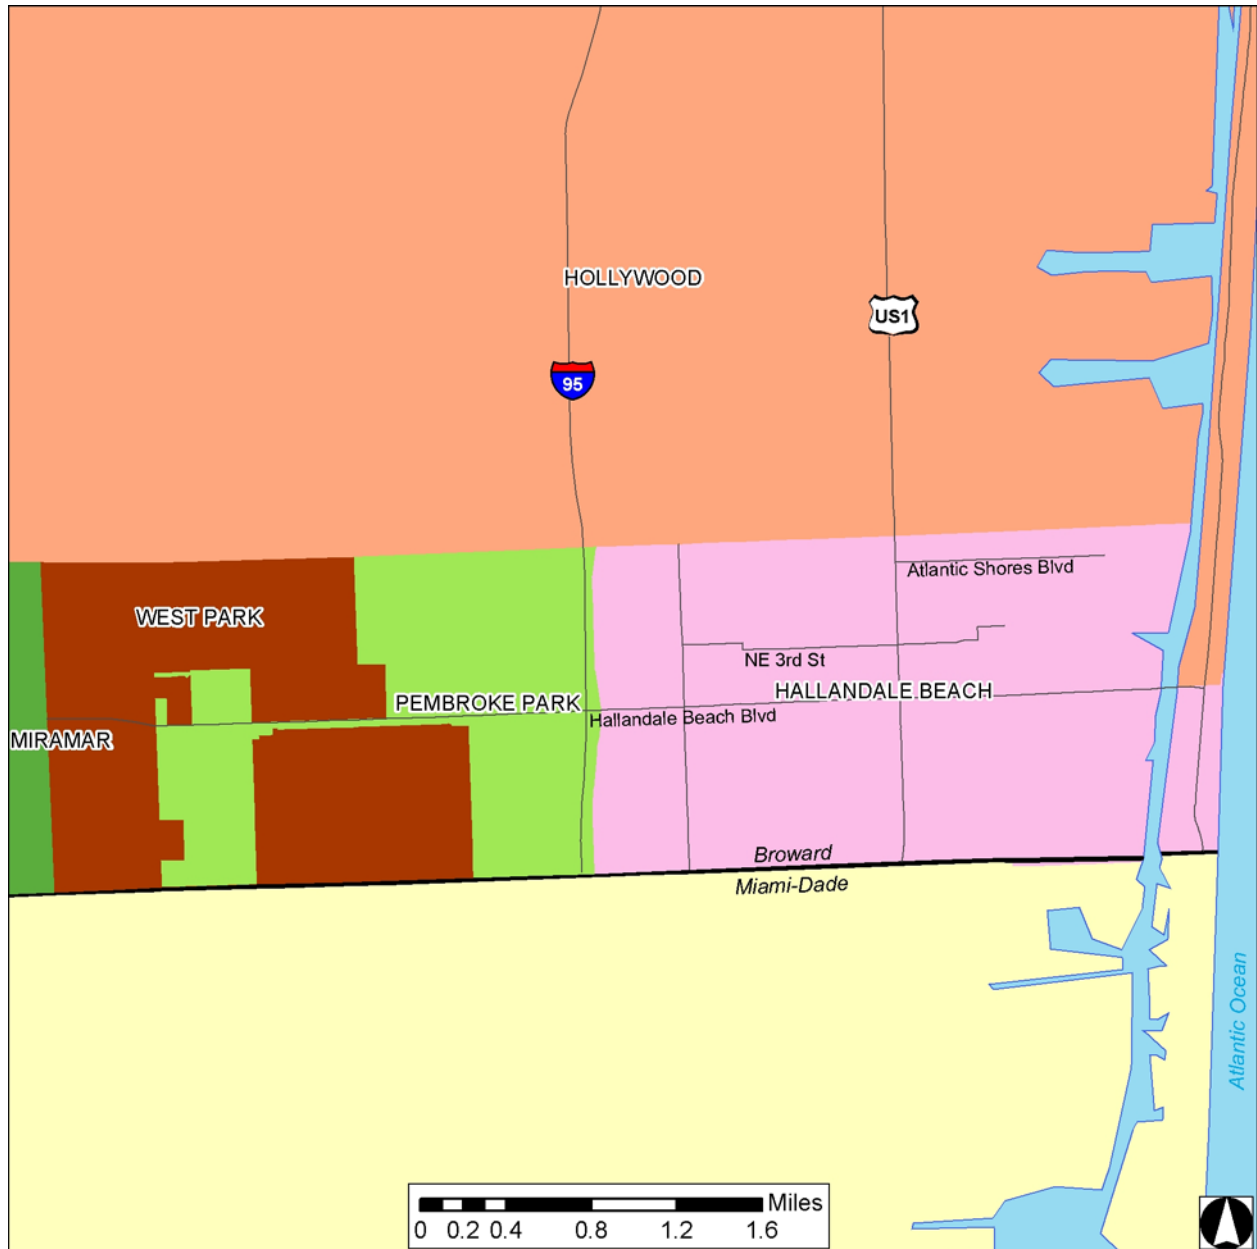 HOLLYWOOD
US1
95
Atlantic Shores Blvd
WEST PARK
NE 3rd St
HALLANDALE BEACH
PEMBROKE PARK
Hallandale Beach Blvd
MIRAMAR
Broward
Miami-Dade
Atlantic Ocean
Miles
0 0.2 0.4 0.8 1.2 1.6